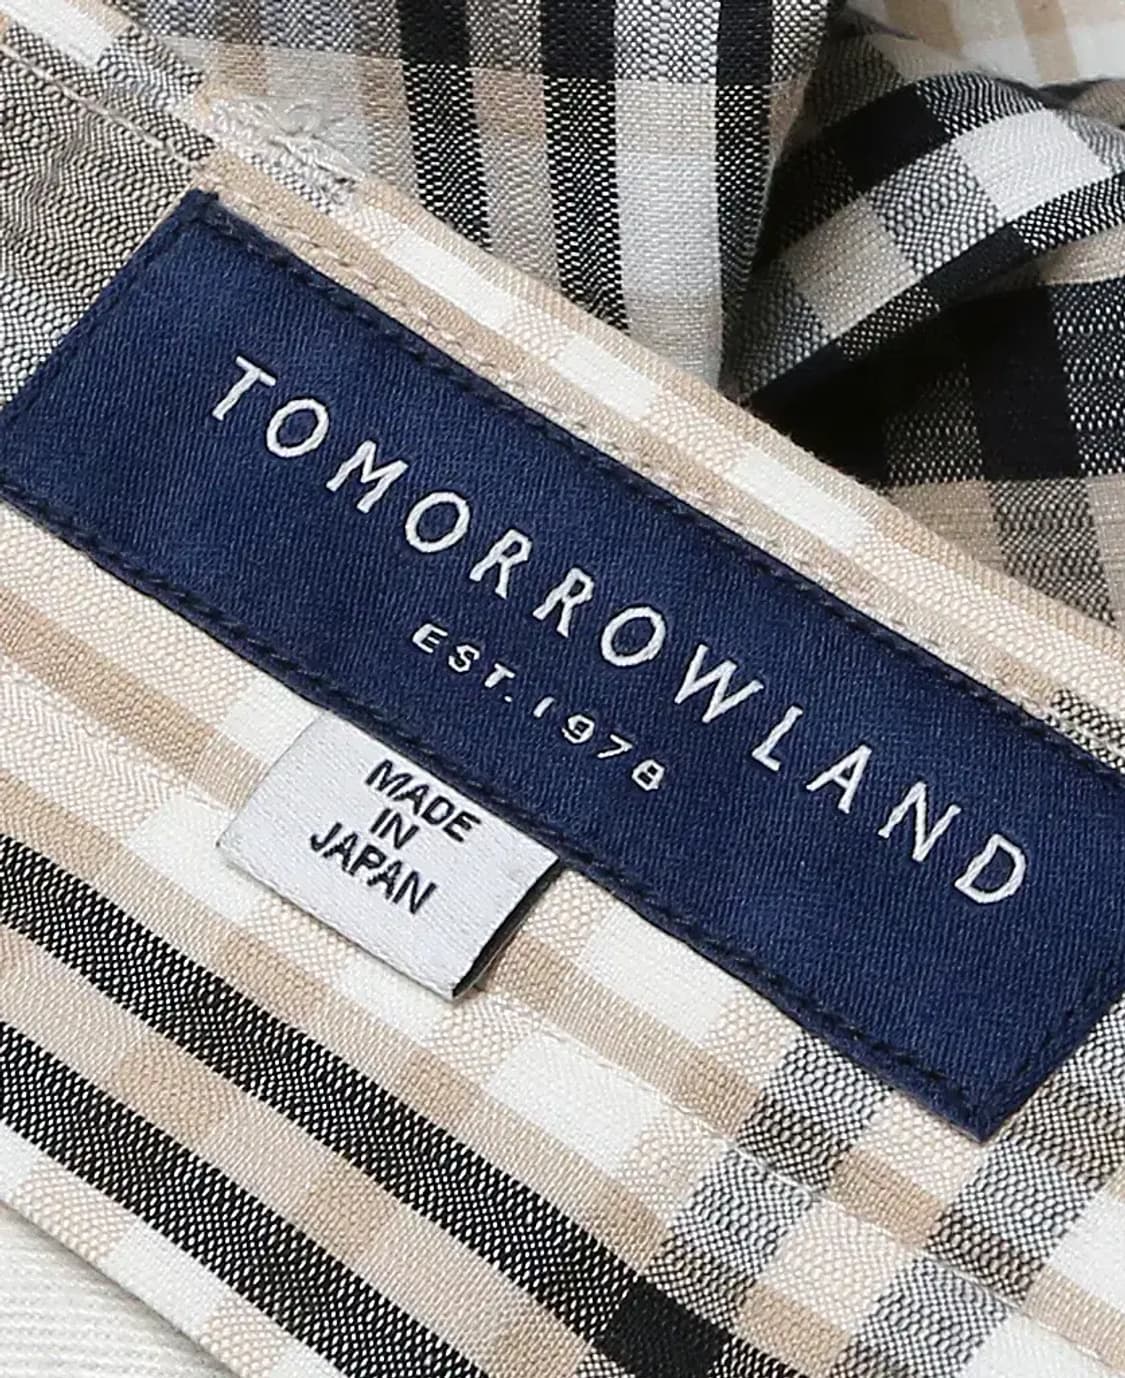 TOMORROWLAND
EST.1978
MADE
IN
JAPAN